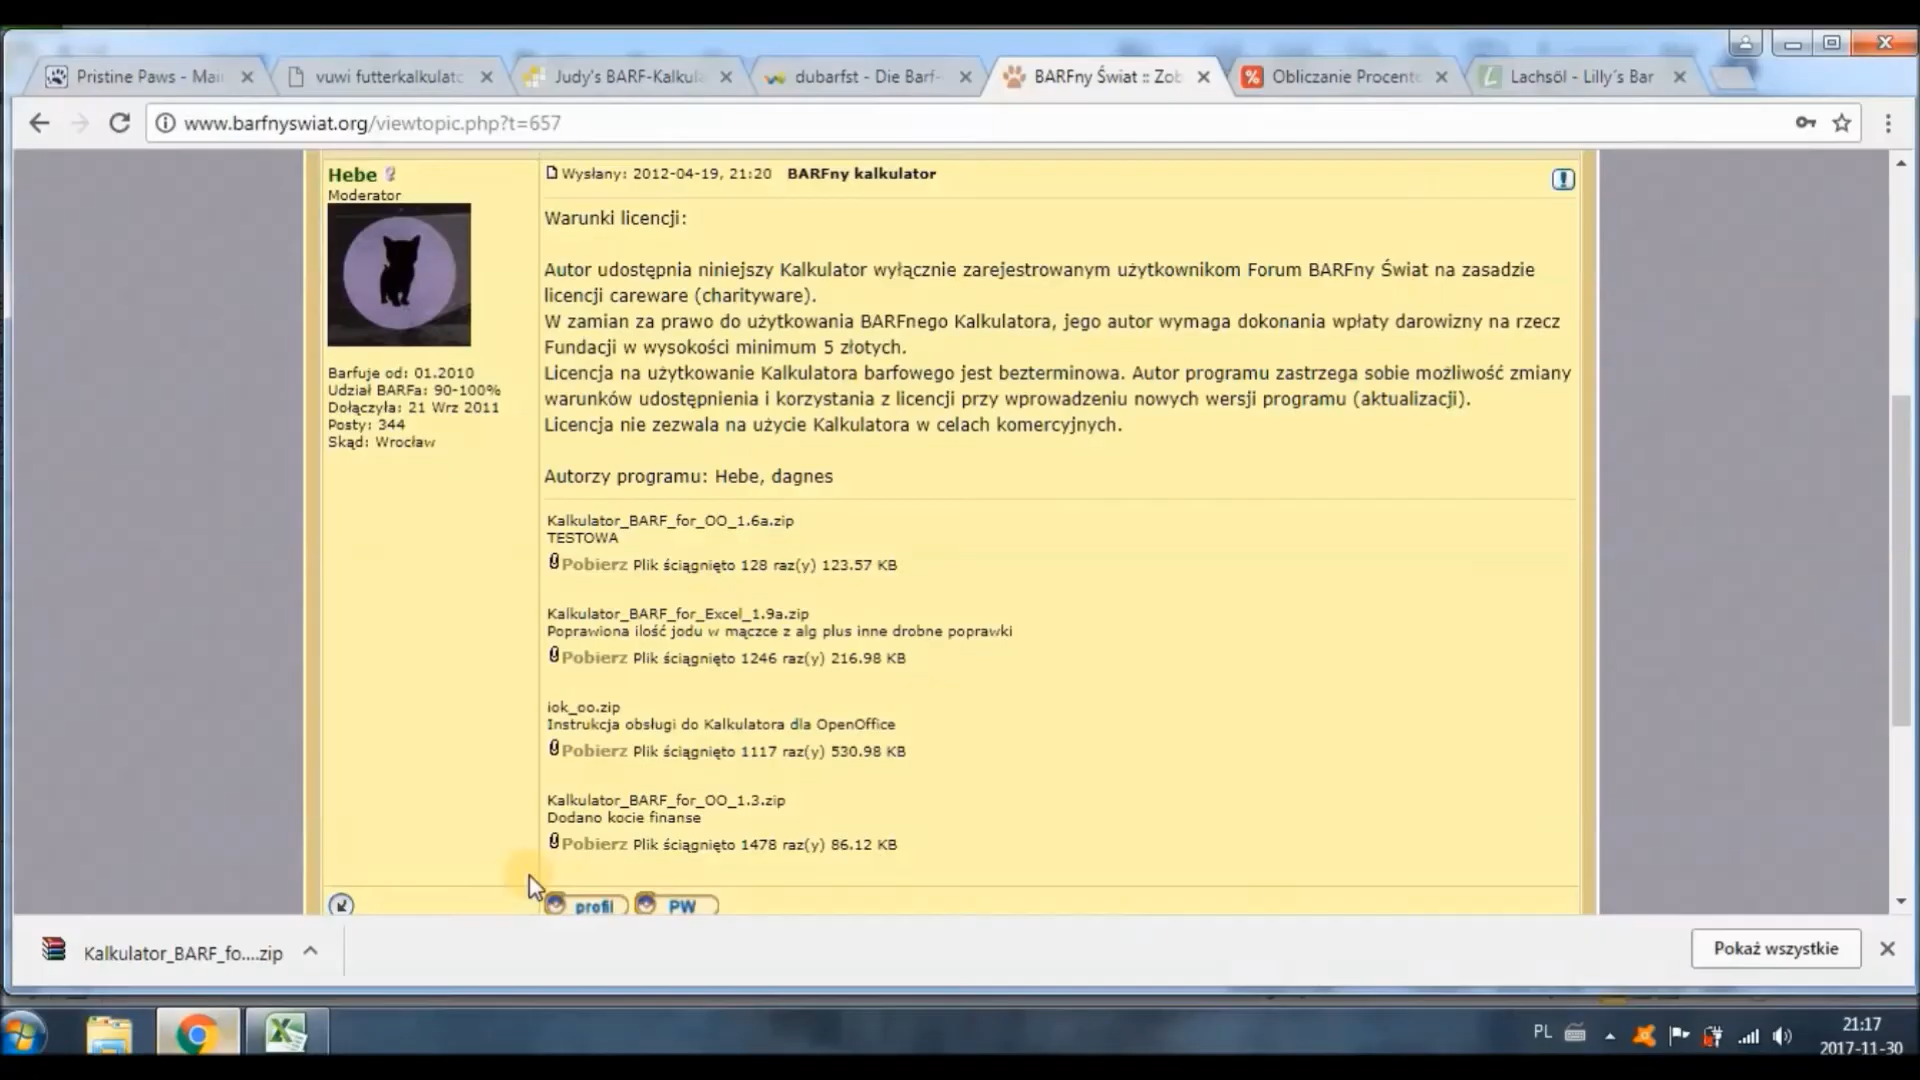 Pristine Paws - Mai
vuwi futterkalkulato
Judy's BARF-Kalkul
dubarfst - Die Barf-
BARFny Świat :: Zob
Obliczanie Procent
Lachsöl - Lilly´s Bar
www.barfnyswiat.org/viewtopic.php?t=657
Hebe
Moderator
Barfuje od: 01.2010
Udział BARFa: 90-100%
Dołączyła: 21 Wrz 2011
Posty: 344
Skąd: Wrocław
Wysłany: 2012-04-19, 21:20 BARFny kalkulator
Warunki licencji:
Autor udostępnia niniejszy Kalkulator wyłącznie zarejestrowanym użytkownikom Forum BARFny Świat na zasadzie
licencji careware (charityware).
W zamian za prawo do użytkowania BARFnego Kalkulatora, jego autor wymaga dokonania wpłaty darowizny na rzecz
Fundacji w wysokości minimum 5 złotych.
Licencja na użytkowanie Kalkulatora barfowego jest bezterminowa. Autor programu zastrzega sobie możliwość zmiany
warunków udostępnienia i korzystania z licencji przy wprowadzeniu nowych wersji programu (aktualizacji).
Licencja nie zezwala na użycie Kalkulatora w celach komercyjnych.
Autorzy programu: Hebe, dagnes
Kalkulator_BARF_for_OO_1.6a.zip
TESTOWA
Pobierz Plik ściągnięto 128 raz(y) 123.57 KB
Kalkulator_BARF_for_Excel_1.9a.zip
Poprawiona ilość jodu w mączce z alg plus inne drobne poprawki
Pobierz Plik ściągnięto 1246 raz(y) 216.98 KB
iok_oo.zip
Instrukcja obsługi do Kalkulatora dla OpenOffice
Pobierz Plik ściągnięto 1117 raz(y) 530.98 KB
Kalkulator_BARF_for_OO_1.3.zip
Dodano kocie finanse
Pobierz Plik ściągnięto 1478 raz(y) 86.12 KB
profil
PW
Kalkulator_BARF_fo....zip
Pokaż wszystkie
PL
21:17
2017-11-30